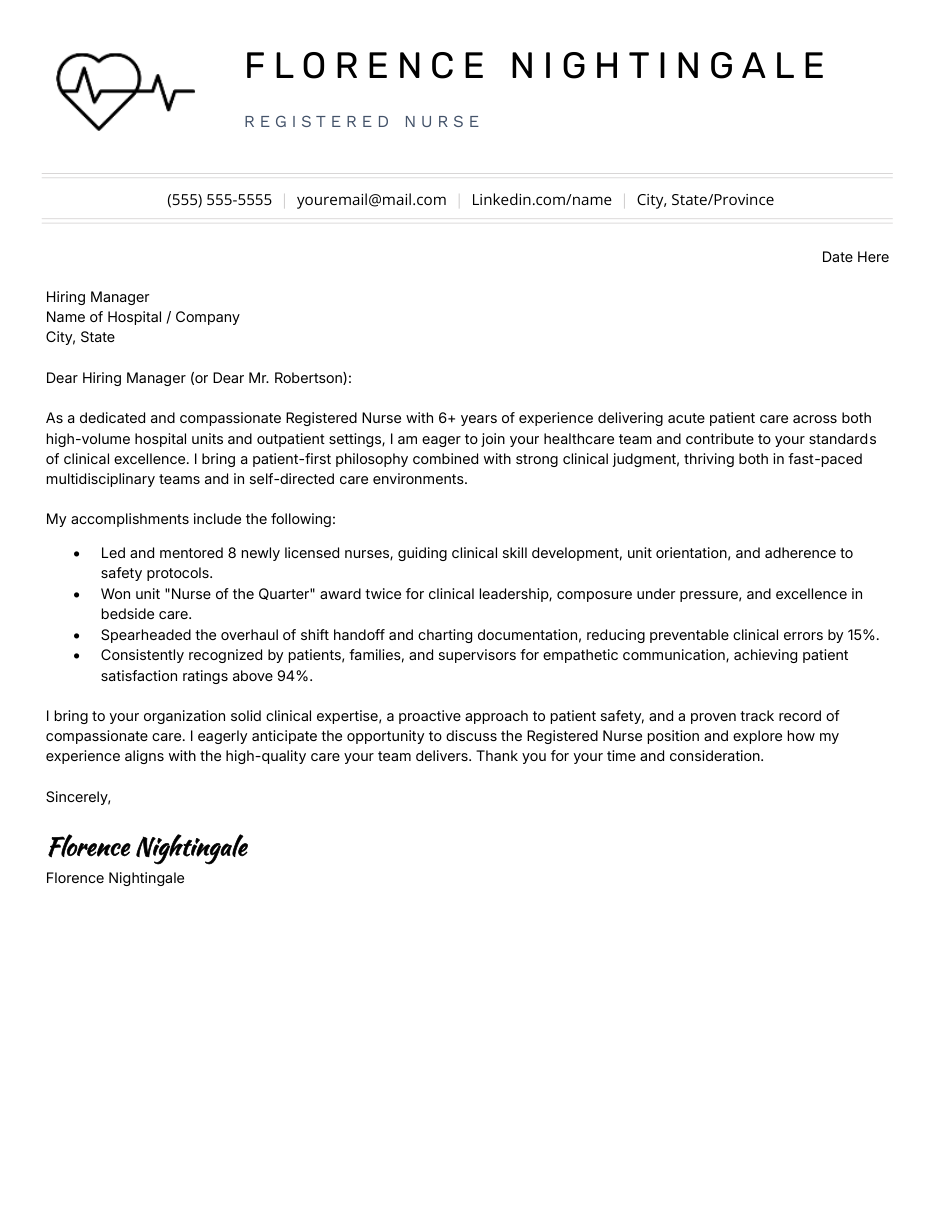 FLORENCE NIGHTINGALE
REGISTERED NURSE
(555) 555-5555 | youremail@mail.com | Linkedin.com/name | City, State/Province
Date Here
Hiring Manager
Name of Hospital / Company
City, State
Dear Hiring Manager (or Dear Mr. Robertson):
As a dedicated and compassionate Registered Nurse with 6+ years of experience delivering acute patient care across both
high-volume hospital units and outpatient settings, I am eager to join your healthcare team and contribute to your standards
of clinical excellence. I bring a patient-first philosophy combined with strong clinical judgment, thriving both in fast-paced
multidisciplinary teams and in self-directed care environments.
My accomplishments include the following:
• Led and mentored 8 newly licensed nurses, guiding clinical skill development, unit orientation, and adherence to
safety protocols.
• Won unit "Nurse of the Quarter" award twice for clinical leadership, composure under pressure, and excellence in
bedside care.
• Spearheaded the overhaul of shift handoff and charting documentation, reducing preventable clinical errors by 15%.
• Consistently recognized by patients, families, and supervisors for empathetic communication, achieving patient
satisfaction ratings above 94%.
I bring to your organization solid clinical expertise, a proactive approach to patient safety, and a proven track record of
compassionate care. I eagerly anticipate the opportunity to discuss the Registered Nurse position and explore how my
experience aligns with the high-quality care your team delivers. Thank you for your time and consideration.
Sincerely,
Florence Nightingale
Florence Nightingale